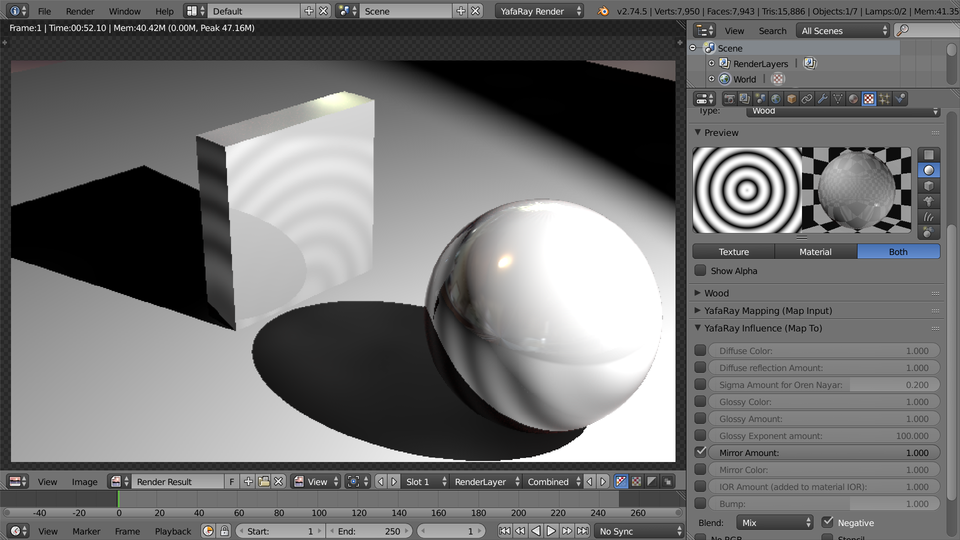 File Render Window Help Default Scene YafaRay Render v2.74.5 | Verts:7,950 | Faces:7,943 | Tris:15,886 | Objects:1/7 | Lamps:0/2 | Mem:41.35
Frame:1 | Time:00:52.10 | Mem:40.42M (0.00M, Peak 47.16M)
View Search All Scenes
Scene
RenderLayers |
World |
Type: Wood
Preview
Texture Material Both
Show Alpha
Wood
YafaRay Mapping (Map Input)
YafaRay Influence (Map To)
Diffuse Color: 1.000
Diffuse reflection Amount: 1.000
Sigma Amount for Oren Nayar: 0.200
Glossy Color: 1.000
Glossy Amount: 1.000
Glossy Exponent amount: 100.000
Mirror Amount: 1.000
Mirror Color: 1.000
IOR Amount (added to material IOR): 1.000
Bump: 1.000
Blend: Mix Negative
No RGB Stencil
View Image Render Result F View Slot 1 RenderLayer Combined
-40 -20 0 20 40 60 80 100 120 140 160 180 200 220 240 260
View Marker Frame Playback Start: 1 End: 250 1 No Sync